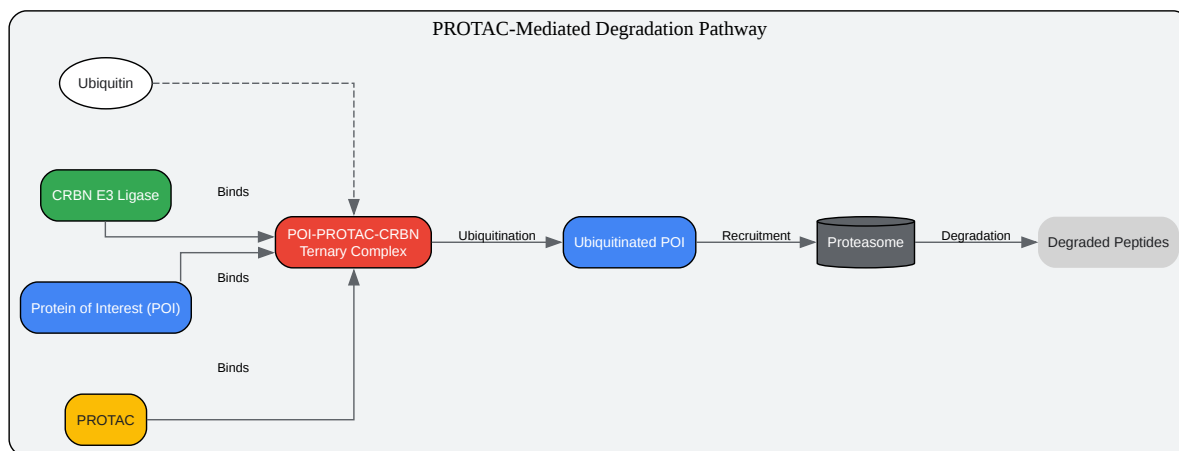 PROTAC-Mediated Degradation Pathway
Ubiquitin
CRBN E3 Ligase
Binds
POI-PROTAC-CRBN
Ternary Complex
Ubiquitination
Ubiquitinated POI
Recruitment
Proteasome
Degradation
Degraded Peptides
Binds
Protein of Interest (POI)
Binds
PROTAC